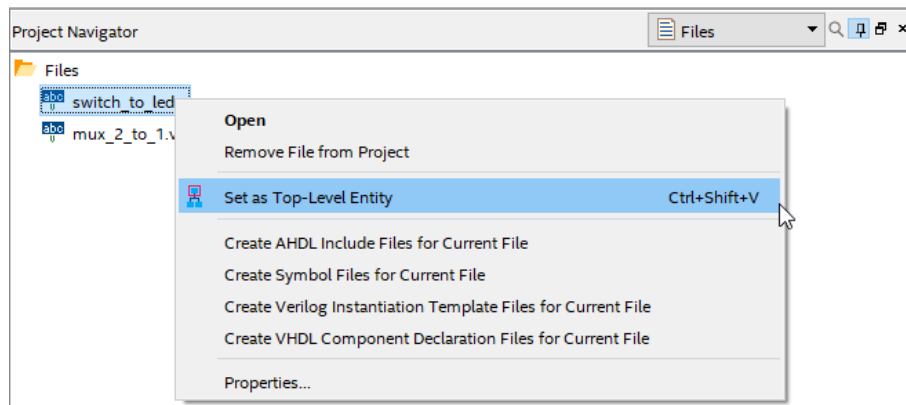 Project Navigator
Files
Files
abc
switch_to_led
abc
mux_2_to_1.v
Open
Remove File from Project
Set as Top-Level Entity Ctrl+Shift+V
Create AHDL Include Files for Current File
Create Symbol Files for Current File
Create Verilog Instantiation Template Files for Current File
Create VHDL Component Declaration Files for Current File
Properties...